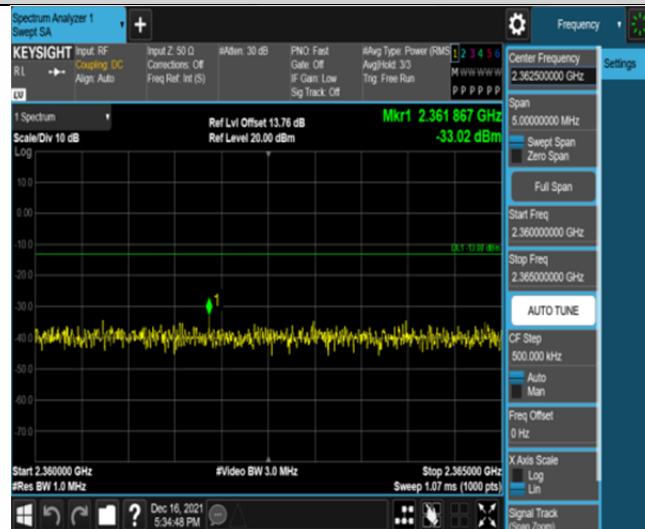 Spectrum Analyzer 1
Swept SA
+
Frequency
KEYSIGHT
RL
Input: RF
Coupling: DC
Align: Auto
Input Z: 50 Ω
Corrections: Off
Freq Ref: Int (S)
#Atten: 30 dB
PNO: Fast
Gate: Off
IF Gain: Low
Sig Track: Off
#Avg Type: Power (RMS
Avg|Hold: 3/3
Trig: Free Run
1 2 3 4 5 6
M W W W W W
P P P P P P
1 Spectrum
Scale/Div 10 dB
Log
Ref Lvl Offset 13.76 dB
Ref Level 20.00 dBm
Mkr1 2.361 867 GHz
-33.02 dBm
10.0
0.00
-10.0
-20.0
-30.0
-40.0
-50.0
-60.0
-70.0
DL1 -13.00 dBm
1
Start 2.360000 GHz
#Res BW 1.0 MHz
#Video BW 3.0 MHz
Stop 2.365000 GHz
Sweep 1.07 ms (1000 pts)
Dec 16, 2021
5:34:48 PM
Center Frequency
2.362500000 GHz
Settings
Span
5.00000000 MHz
Swept Span
Zero Span
Full Span
Start Freq
2.360000000 GHz
Stop Freq
2.365000000 GHz
AUTO TUNE
CF Step
500.000 kHz
Auto
Man
Freq Offset
0 Hz
X Axis Scale
Log
Lin
Signal Track
(Span Zoom)